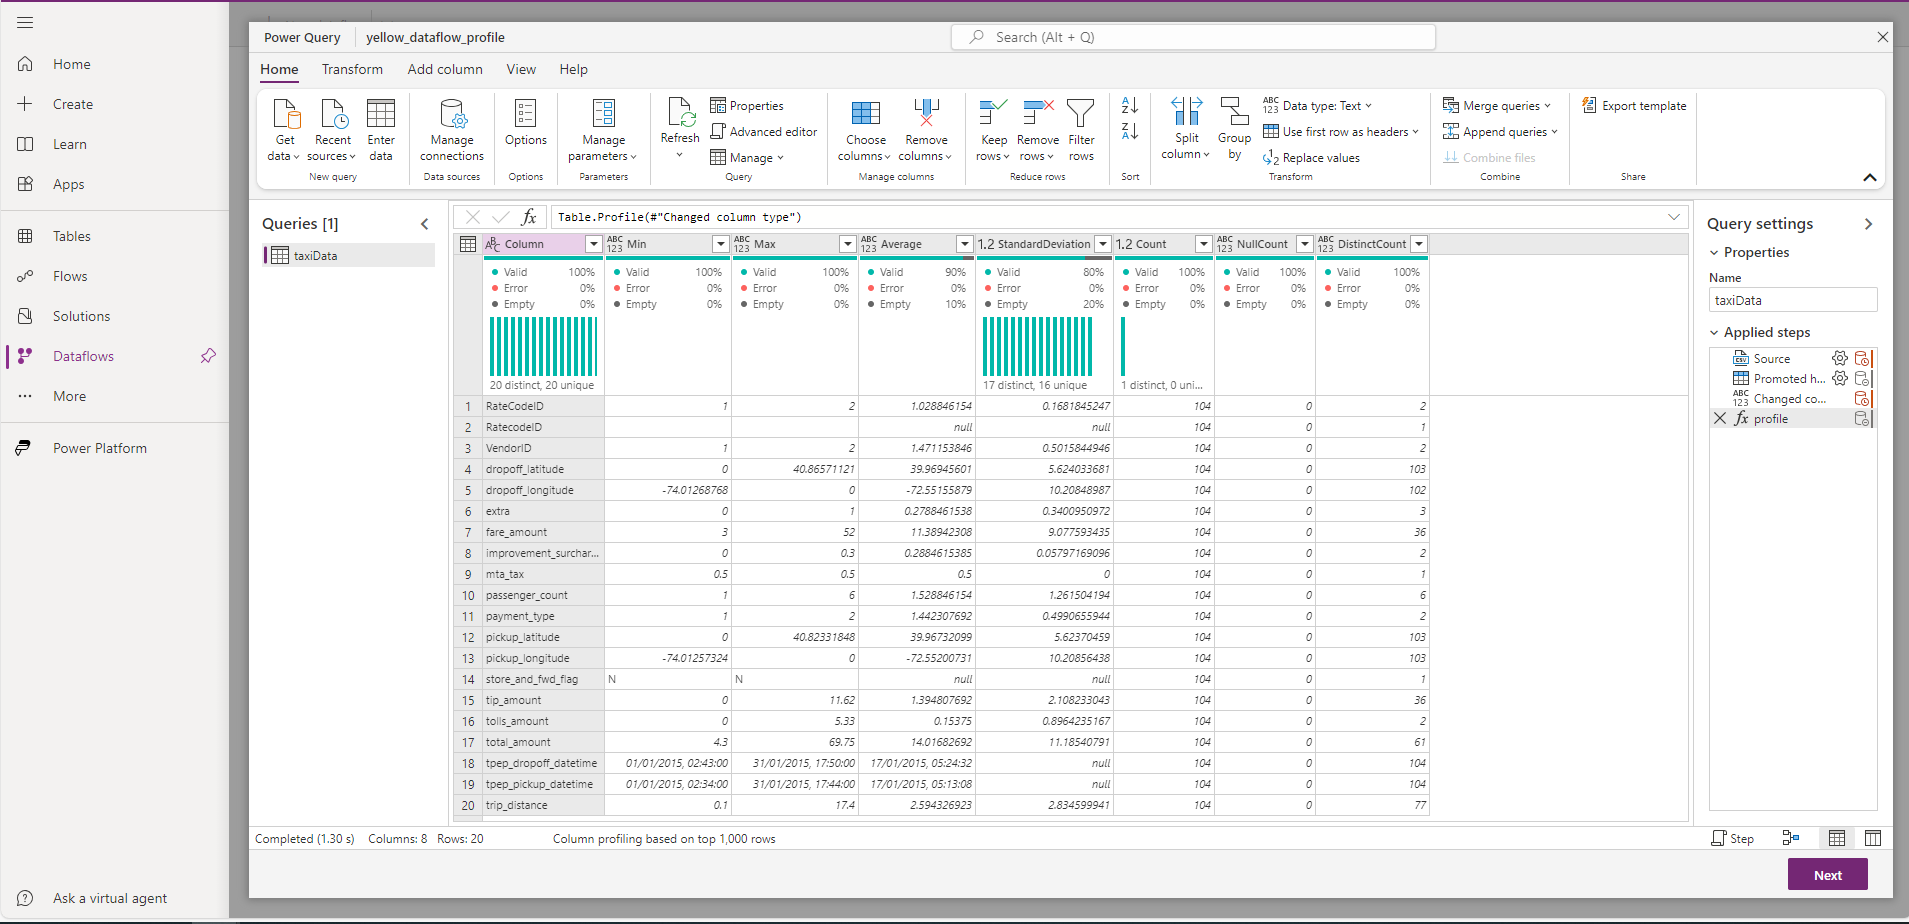 Power Query
yellow_dataflow_profile
Search (Alt + Q)
Home
Transform
Add column
View
Help
Home
Create
Learn
Apps
Tables
Flows
Solutions
Dataflows
More
Power Platform
Ask a virtual agent
Get data
Recent sources
Enter data
New query
Manage connections
Data sources
Options
Options
Manage parameters
Parameters
Refresh
Properties
Advanced editor
Manage
Query
Choose columns
Remove columns
Manage columns
Keep rows
Remove rows
Filter rows
Reduce rows
Sort
Split column
Group by
Data type: Text
Use first row as headers
Replace values
Transform
Merge queries
Append queries
Combine files
Combine
Export template
Share
Queries [1]
taxiData
fx
Table.Profile(#"Changed column type")
Column
ABC 123 Min
ABC 123 Max
ABC 123 Average
1.2 StandardDeviation
1.2 Count
ABC 123 NullCount
ABC 123 DistinctCount
Valid 100% Valid 100% Valid 100% Valid 90% Valid 80% Valid 100% Valid 100% Valid 100%
Error 0% Error 0% Error 0% Error 0% Error 0% Error 0% Error 0% Error 0%
Empty 0% Empty 0% Empty 0% Empty 10% Empty 20% Empty 0% Empty 0% Empty 0%
20 distinct, 20 unique
17 distinct, 16 unique
1 distinct, 0 uni...
1 RateCodeID 1 2 1.028846154 0.1681845247 104 0 2
2 RatecodeID null null 104 0 1
3 VendorID 1 2 1.471153846 0.5015844946 104 0 2
4 dropoff_latitude 0 40.86571121 39.96945601 5.624033681 104 0 103
5 dropoff_longitude -74.01268768 0 -72.55155879 10.20848987 104 0 102
6 extra 0 1 0.2788461538 0.3400950972 104 0 3
7 fare_amount 3 52 11.38942308 9.077593435 104 0 36
8 improvement_surchar... 0 0.3 0.2884615385 0.05797169096 104 0 2
9 mta_tax 0.5 0.5 0.5 0 104 0 1
10 passenger_count 1 6 1.528846154 1.261504194 104 0 6
11 payment_type 1 2 1.442307692 0.4990655944 104 0 2
12 pickup_latitude 0 40.82331848 39.96732099 5.62370459 104 0 103
13 pickup_longitude -74.01257324 0 -72.55200731 10.20856438 104 0 103
14 store_and_fwd_flag N N null null 104 0 1
15 tip_amount 0 11.62 1.394807692 2.108233043 104 0 36
16 tolls_amount 0 5.33 0.15375 0.8964235167 104 0 2
17 total_amount 4.3 69.75 14.01682692 11.18540791 104 0 61
18 tpep_dropoff_datetime 01/01/2015, 02:43:00 31/01/2015, 17:50:00 17/01/2015, 05:24:32 null 104 0 104
19 tpep_pickup_datetime 01/01/2015, 02:34:00 31/01/2015, 17:44:00 17/01/2015, 05:13:08 null 104 0 104
20 trip_distance 0.1 17.4 2.594326923 2.834599941 104 0 77
Query settings
Properties
Name
taxiData
Applied steps
Source
Promoted h...
ABC 123 Changed co...
fx profile
Completed (1.30 s)
Columns: 8
Rows: 20
Column profiling based on top 1,000 rows
Step
Next